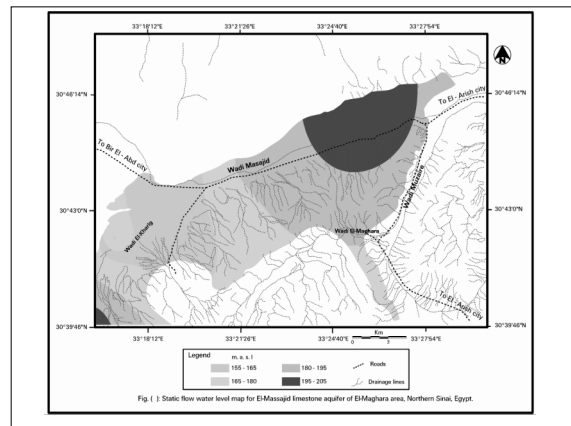 33°18'12"E 33°21'26"E 33°24'40"E 33°27'54"E
N
30°46'14"N 30°46'14"N
To El - Arish city
To Bir El - Abd city
Wadi Masajid
Wadi Muzrare
30°43'0"N 30°43'0"N
Wadi El-Kharig
Wadi El-Maghara
To El - Arish city
30°39'46"N 30°39'46"N
Km
0 3
33°18'12"E 33°21'26"E 33°24'40"E 33°27'54"E
Legend m. a. s. l
155 - 165 180 - 195 Roads
165 - 180 195 - 205 Drainage lines
Fig. ( ): Static flow water level map for El-Massajid limestone aquifer of El-Maghara area, Northern Sinai, Egypt.